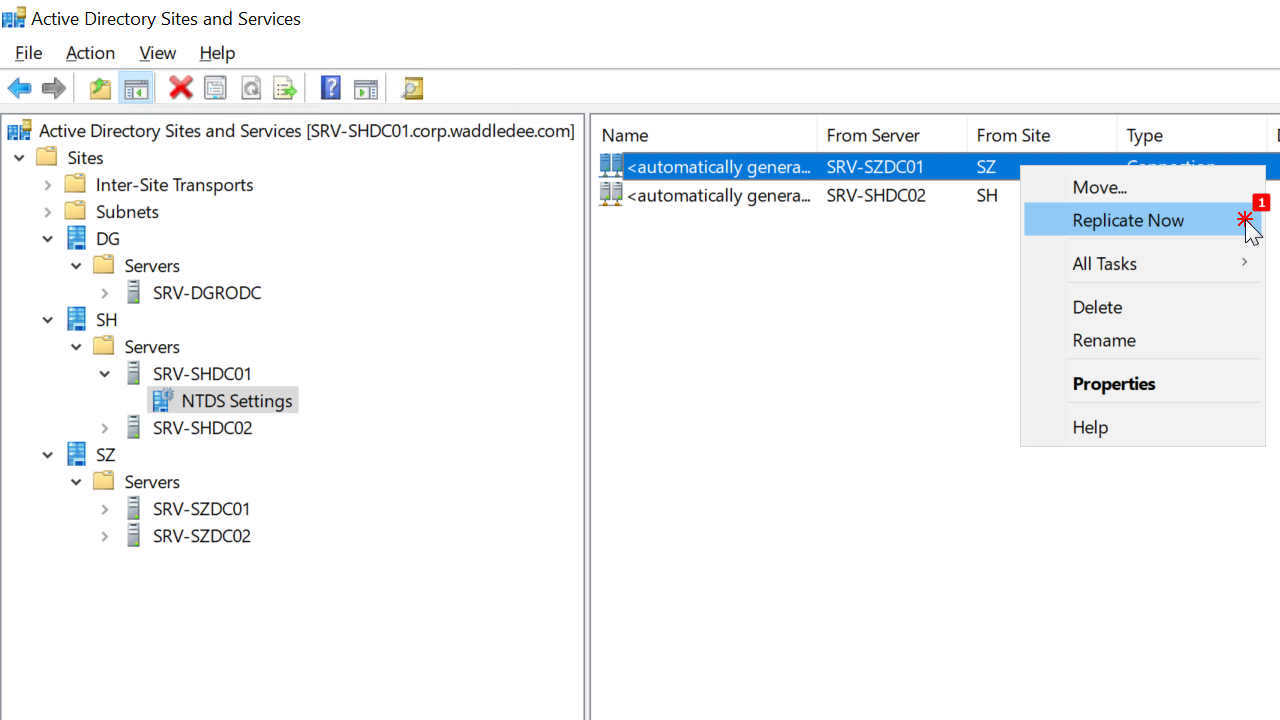 Active Directory Sites and Services
File Action View Help
Active Directory Sites and Services [SRV-SHDC01.corp.waddledee.com]
Sites
Inter-Site Transports
Subnets
DG
Servers
SRV-DGRODC
SH
Servers
SRV-SHDC01
NTDS Settings
SRV-SHDC02
SZ
Servers
SRV-SZDC01
SRV-SZDC02
Name From Server From Site Type
<automatically genera... SRV-SZDC01 SZ Connection
<automatically genera... SRV-SHDC02 SH
Move...
Replicate Now 1
All Tasks
Delete
Rename
Properties
Help